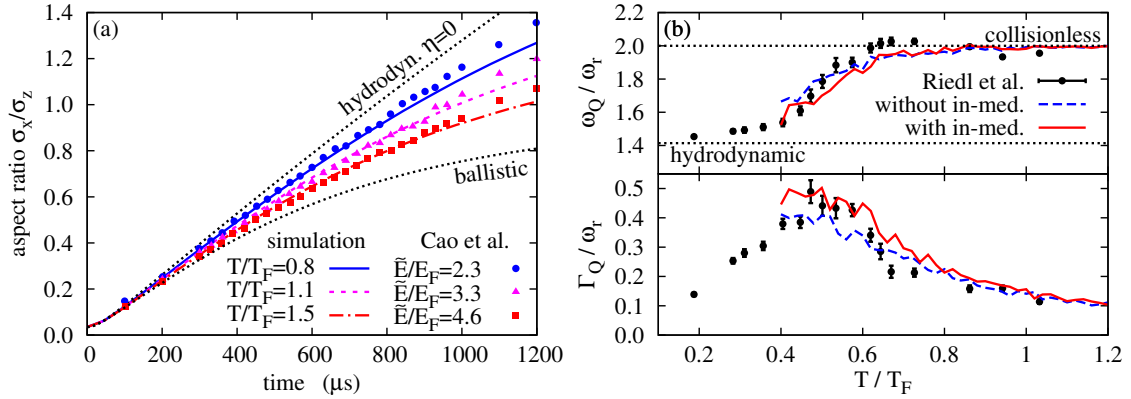 (a)
hydrodyn. η=0
ballistic
aspect ratio σx/σz
1.4
1.2
1.0
0.8
0.6
0.4
0.2
0.0
simulation
T/TF=0.8
T/TF=1.1
T/TF=1.5
Cao et al.
Ẽ/EF=2.3
Ẽ/EF=3.3
Ẽ/EF=4.6
0 200 400 600 800 1000 1200
time (μs)
(b)
collisionless
ωQ / ωr
2.2
2.0
1.8
1.6
1.4
Riedl et al.
without in-med.
with in-med.
hydrodynamic
ΓQ / ωr
0.5
0.4
0.3
0.2
0.1
0.0
0.2 0.4 0.6 0.8 1 1.2
T / TF